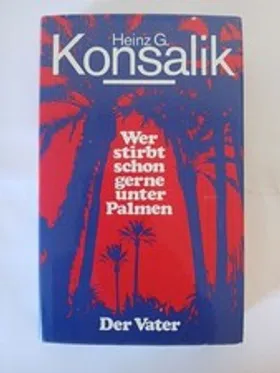 Heinz G.
Konsalik
Wer
stirbt
schon
gerne
unter
Palmen
Der Vater